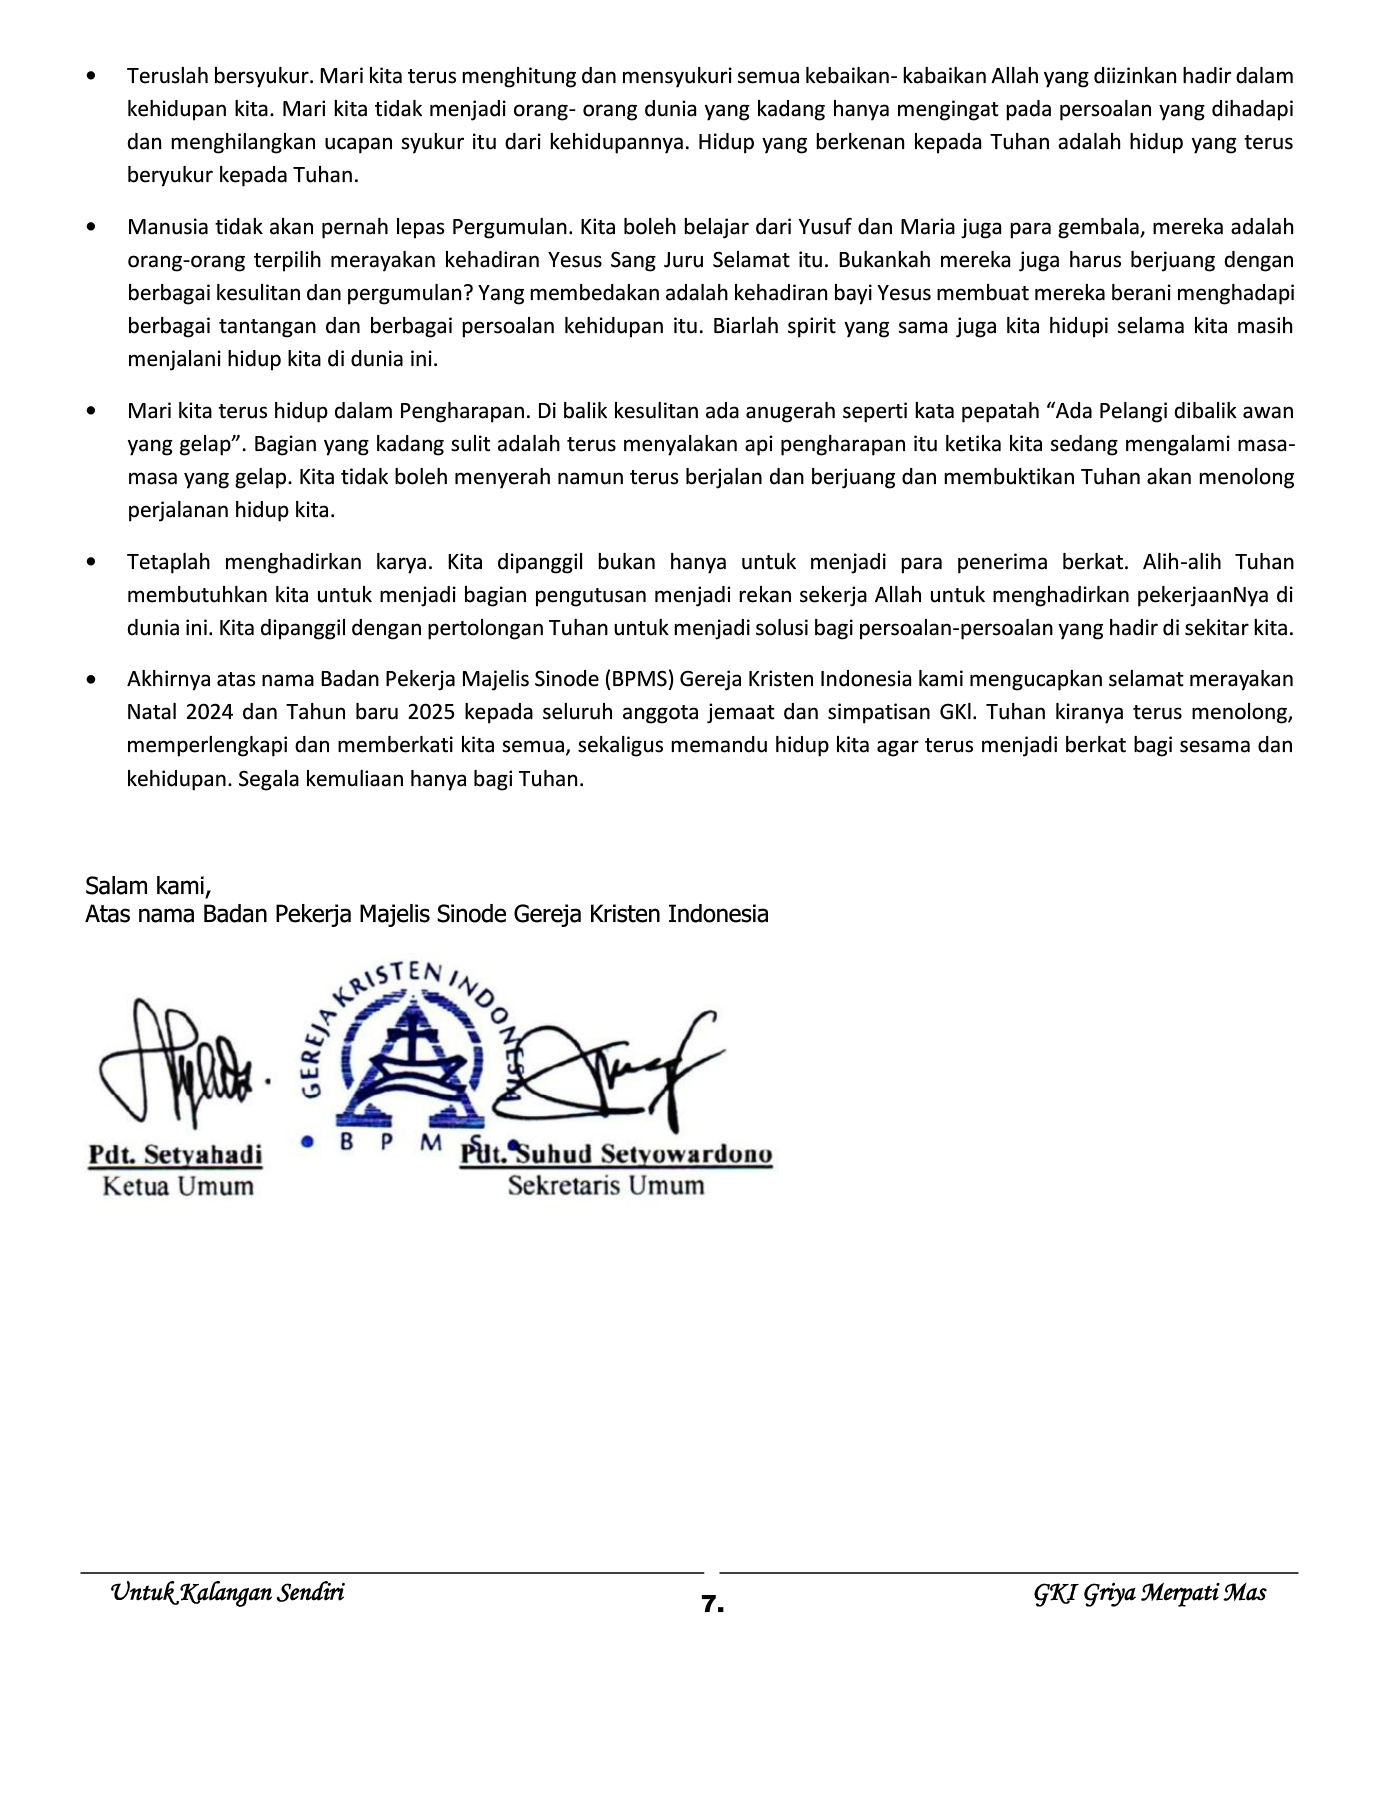 • Teruslah bersyukur. Mari kita terus menghitung dan mensyukuri semua kebaikan- kabaikan Allah yang diizinkan hadir dalam
kehidupan kita. Mari kita tidak menjadi orang- orang dunia yang kadang hanya mengingat pada persoalan yang dihadapi
dan menghilangkan ucapan syukur itu dari kehidupannya. Hidup yang berkenan kepada Tuhan adalah hidup yang terus
beryukur kepada Tuhan.
• Manusia tidak akan pernah lepas Pergumulan. Kita boleh belajar dari Yusuf dan Maria juga para gembala, mereka adalah
orang-orang terpilih merayakan kehadiran Yesus Sang Juru Selamat itu. Bukankah mereka juga harus berjuang dengan
berbagai kesulitan dan pergumulan? Yang membedakan adalah kehadiran bayi Yesus membuat mereka berani menghadapi
berbagai tantangan dan berbagai persoalan kehidupan itu. Biarlah spirit yang sama juga kita hidupi selama kita masih
menjalani hidup kita di dunia ini.
• Mari kita terus hidup dalam Pengharapan. Di balik kesulitan ada anugerah seperti kata pepatah “Ada Pelangi dibalik awan
yang gelap”. Bagian yang kadang sulit adalah terus menyalakan api pengharapan itu ketika kita sedang mengalami masa-
masa yang gelap. Kita tidak boleh menyerah namun terus berjalan dan berjuang dan membuktikan Tuhan akan menolong
perjalanan hidup kita.
• Tetaplah menghadirkan karya. Kita dipanggil bukan hanya untuk menjadi para penerima berkat. Alih-alih Tuhan
membutuhkan kita untuk menjadi bagian pengutusan menjadi rekan sekerja Allah untuk menghadirkan pekerjaanNya di
dunia ini. Kita dipanggil dengan pertolongan Tuhan untuk menjadi solusi bagi persoalan-persoalan yang hadir di sekitar kita.
• Akhirnya atas nama Badan Pekerja Majelis Sinode (BPMS) Gereja Kristen Indonesia kami mengucapkan selamat merayakan
Natal 2024 dan Tahun baru 2025 kepada seluruh anggota jemaat dan simpatisan GKl. Tuhan kiranya terus menolong,
memperlengkapi dan memberkati kita semua, sekaligus memandu hidup kita agar terus menjadi berkat bagi sesama dan
kehidupan. Segala kemuliaan hanya bagi Tuhan.
Salam kami,
Atas nama Badan Pekerja Majelis Sinode Gereja Kristen Indonesia
GEREJA KRISTEN INDONESIA
• B P M S •
Pdt. Setyahadi
Ketua Umum
Pdt. Suhud Setyowardono
Sekretaris Umum
Untuk Kalangan Sendiri
7.
GKI Griya Merpati Mas